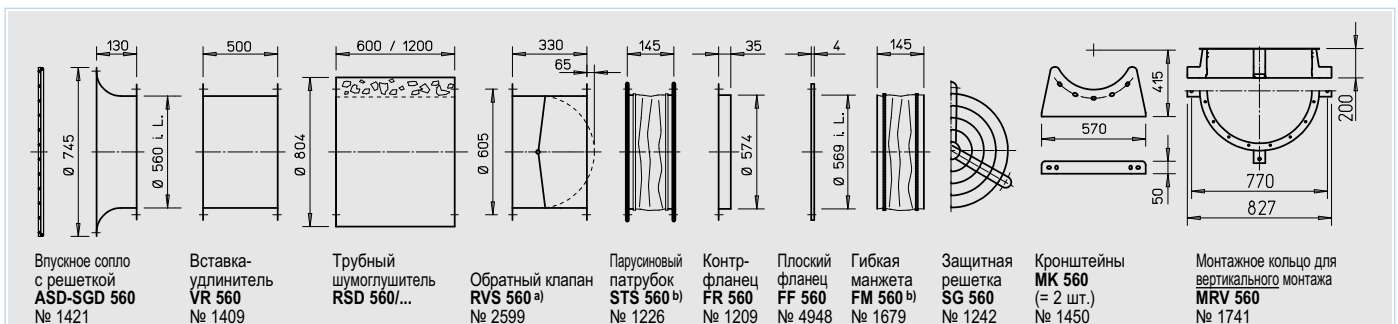 130
500
600 / 1200
330
65
145
35
4
145
Ø 745
Ø 560 i. L.
Ø 804
Ø 605
Ø 574
Ø 569 i. L.
415
570
50
200
770
827
Впускное сопло
с решеткой
ASD-SGD 560
№ 1421
Вставка-
удлинитель
VR 560
№ 1409
Трубный
шумоглушитель
RSD 560/...
Обратный клапан
RVS 560 a)
№ 2599
Парусиновый
патрубок
STS 560 b)
№ 1226
Контр-
фланец
FR 560
№ 1209
Плоский
фланец
FF 560
№ 4948
Гибкая
манжета
FM 560 b)
№ 1679
Защитная
решетка
SG 560
№ 1242
Кронштейны
MK 560
(= 2 шт.)
№ 1450
Монтажное кольцо для
вертикального монтажа
MRV 560
№ 1741